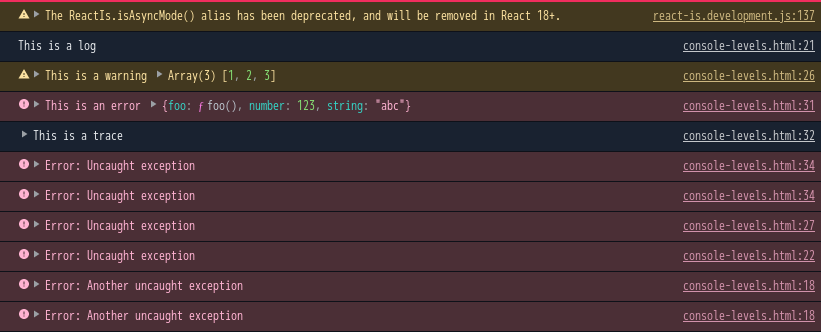 The ReactIs.isAsyncMode() alias has been deprecated, and will be removed in React 18+. react-is.development.js:137
This is a log console-levels.html:21
This is a warning Array(3) [1, 2, 3] console-levels.html:26
This is an error {foo: ƒ foo(), number: 123, string: "abc"} console-levels.html:31
This is a trace console-levels.html:32
Error: Uncaught exception console-levels.html:34
Error: Uncaught exception console-levels.html:34
Error: Uncaught exception console-levels.html:27
Error: Uncaught exception console-levels.html:22
Error: Another uncaught exception console-levels.html:18
Error: Another uncaught exception console-levels.html:18